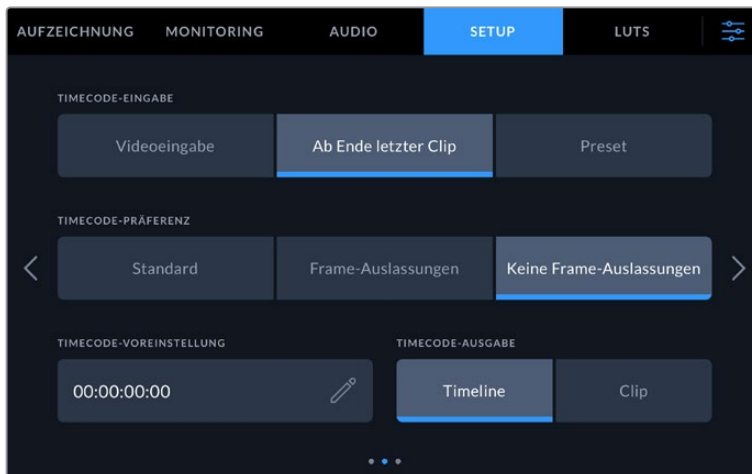 AUFZEICHNUNG MONITORING AUDIO SETUP LUTS
TIMECODE-EINGABE
Videoeingabe Ab Ende letzter Clip Preset
TIMECODE-PRÄFERENZ
Standard Frame-Auslassungen Keine Frame-Auslassungen
TIMECODE-VOREINSTELLUNG TIMECODE-AUSGABE
00:00:00:00 Timeline Clip